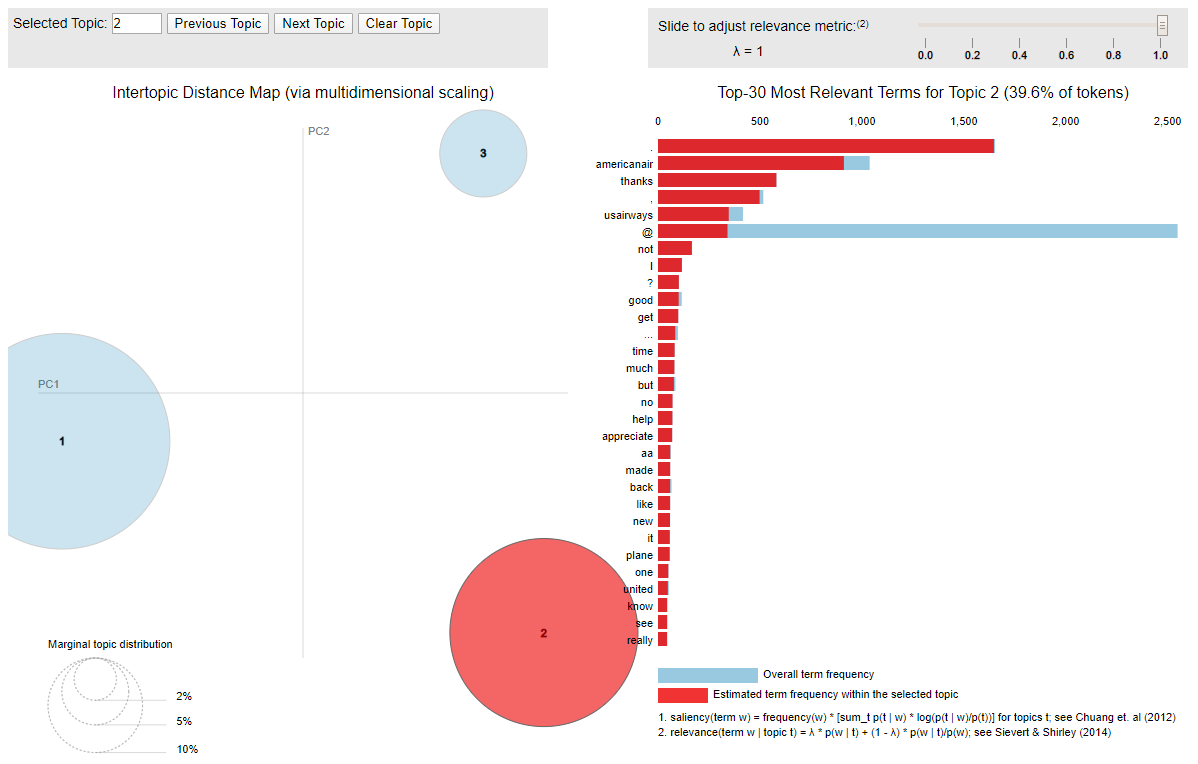 Selected Topic: 2 Previous Topic Next Topic Clear Topic
Slide to adjust relevance metric:(2)
λ = 1
0.0 0.2 0.4 0.6 0.8 1.0
Intertopic Distance Map (via multidimensional scaling)
PC2
PC1
3
1
2
Marginal topic distribution
2%
5%
10%
Top-30 Most Relevant Terms for Topic 2 (39.6% of tokens)
0 500 1,000 1,500 2,000 2,500
.
americanair
thanks
,
usairways
@
not
I
?
good
get
...
time
much
but
no
help
appreciate
aa
made
back
like
new
it
plane
one
united
know
see
really
Overall term frequency
Estimated term frequency within the selected topic
1. saliency(term w) = frequency(w) * [sum_t p(t | w) * log(p(t | w)/p(t))] for topics t; see Chuang et. al (2012)
2. relevance(term w | topic t) = λ * p(w | t) + (1 - λ) * p(w | t)/p(w); see Sievert & Shirley (2014)